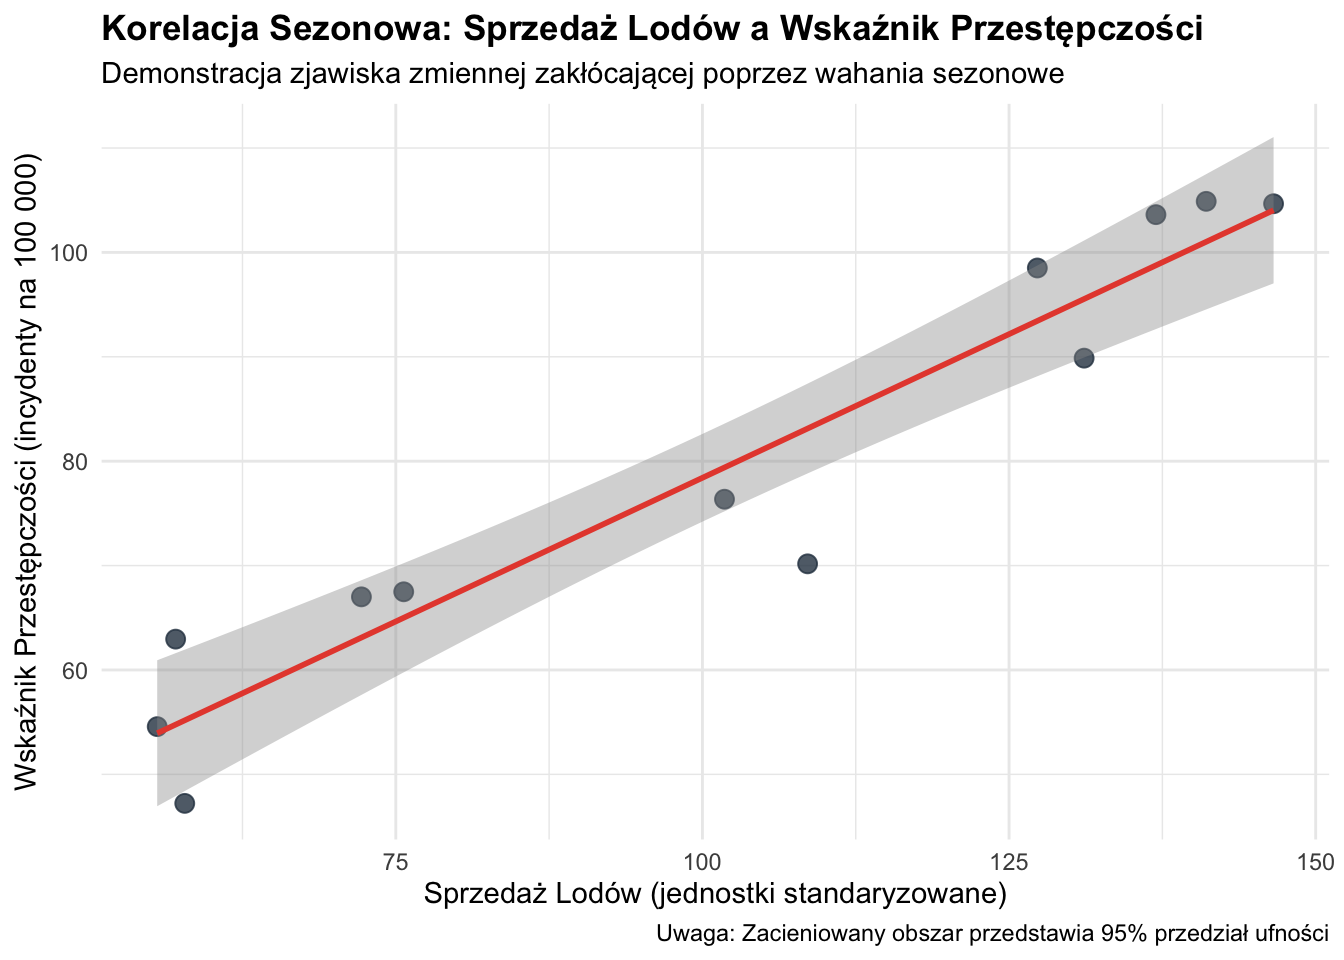 Korelacja Sezonowa: Sprzedaż Lodów a Wskaźnik Przestępczości
Demonstracja zjawiska zmiennej zakłócającej poprzez wahania sezonowe
Wskaźnik Przestępczości (incydenty na 100 000)
100
80
60
75
100
125
150
Sprzedaż Lodów (jednostki standaryzowane)
Uwaga: Zacieniowany obszar przedstawia 95% przedział ufności